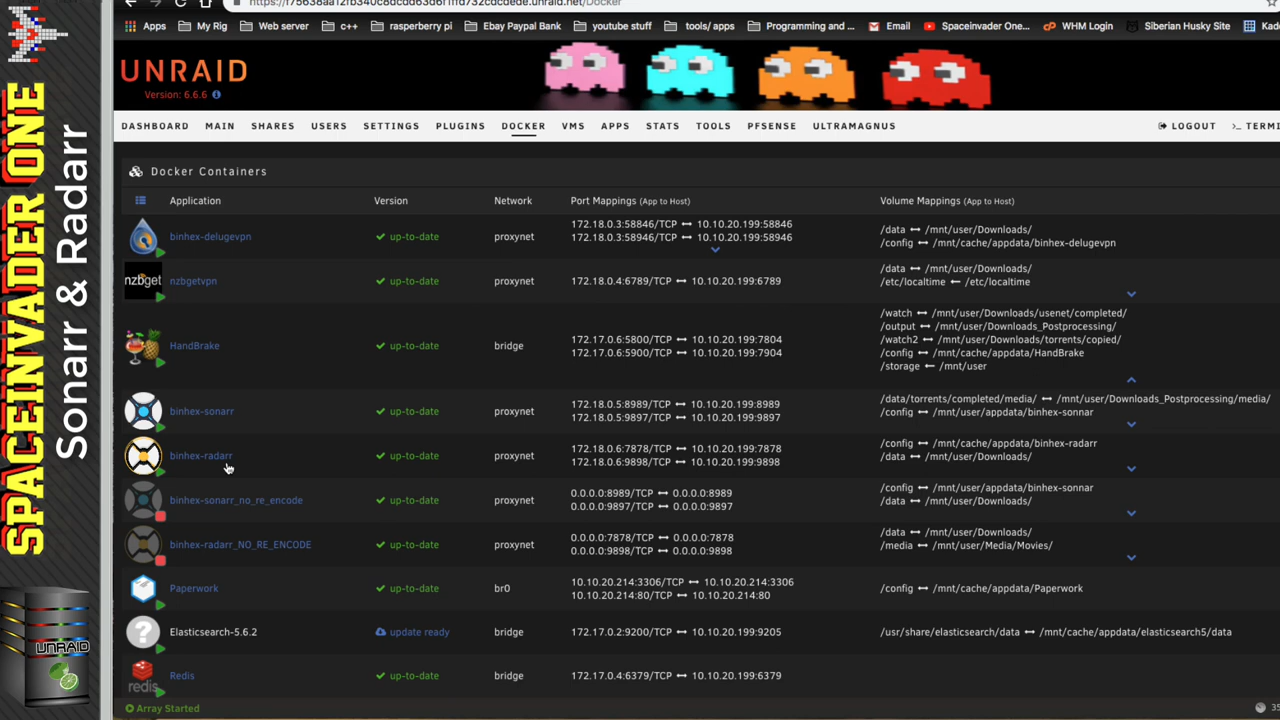 SPACEINVADER ONE
Sonarr & Radarr
UNRAID
Apps My Rig Web server c++ rasperberry pi Ebay Paypal Bank youtube stuff tools/ apps Programming and ... Email Spaceinvader One... WHM Login Siberian Husky Site Kad
UNRAID
Version: 6.6.6
DASHBOARD MAIN SHARES USERS SETTINGS PLUGINS DOCKER VMS APPS STATS TOOLS PFSENSE ULTRAMAGNUS LOGOUT >_ TERMI
Docker Containers
Application Version Network Port Mappings (App to Host) Volume Mappings (App to Host)
binhex-delugevpn up-to-date proxynet
172.18.0.3:58846/TCP ↔ 10.10.20.199:58846
172.18.0.3:58946/TCP ↔ 10.10.20.199:58946
/data ↔ /mnt/user/Downloads/
/config ↔ /mnt/cache/appdata/binhex-delugevpn
nzbget nzbgetvpn up-to-date proxynet 172.18.0.4:6789/TCP ↔ 10.10.20.199:6789
/data ↔ /mnt/user/Downloads/
/etc/localtime ← /etc/localtime
HandBrake up-to-date bridge
172.17.0.6:5800/TCP ↔ 10.10.20.199:7804
172.17.0.6:5900/TCP ↔ 10.10.20.199:7904
/watch ↔ /mnt/user/Downloads/usenet/completed/
/output ↔ /mnt/user/Downloads_Postprocessing/
/watch2 ↔ /mnt/user/Downloads/torrents/copied/
/config ↔ /mnt/cache/appdata/HandBrake
/storage ← /mnt/user
binhex-sonarr up-to-date proxynet
172.18.0.5:8989/TCP ↔ 10.10.20.199:8989
172.18.0.5:9897/TCP ↔ 10.10.20.199:9897
/data/torrents/completed/media/ ↔ /mnt/user/Downloads_Postprocessing/media/
/config ↔ /mnt/user/appdata/binhex-sonnar
binhex-radarr up-to-date proxynet
172.18.0.6:7878/TCP ↔ 10.10.20.199:7878
172.18.0.6:9898/TCP ↔ 10.10.20.199:9898
/config ↔ /mnt/cache/appdata/binhex-radarr
/data ↔ /mnt/user/Downloads/
binhex-sonarr_no_re_encode up-to-date proxynet
0.0.0.0:8989/TCP ↔ 0.0.0.0:8989
0.0.0.0:9897/TCP ↔ 0.0.0.0:9897
/config ↔ /mnt/user/appdata/binhex-sonnar
/data ↔ /mnt/user/Downloads/
binhex-radarr_NO_RE_ENCODE up-to-date proxynet
0.0.0.0:7878/TCP ↔ 0.0.0.0:7878
0.0.0.0:9898/TCP ↔ 0.0.0.0:9898
/data ↔ /mnt/user/Downloads/
/media ↔ /mnt/user/Media/Movies/
Paperwork up-to-date br0
10.10.20.214:3306/TCP ↔ 10.10.20.214:3306
10.10.20.214:80/TCP ↔ 10.10.20.214:80
/config ↔ /mnt/cache/appdata/Paperwork
? Elasticsearch-5.6.2 update ready bridge 172.17.0.2:9200/TCP ↔ 10.10.20.199:9205 /usr/share/elasticsearch/data ↔ /mnt/cache/appdata/elasticsearch5/data
redis Redis up-to-date bridge 172.17.0.4:6379/TCP ↔ 10.10.20.199:6379
Array Started